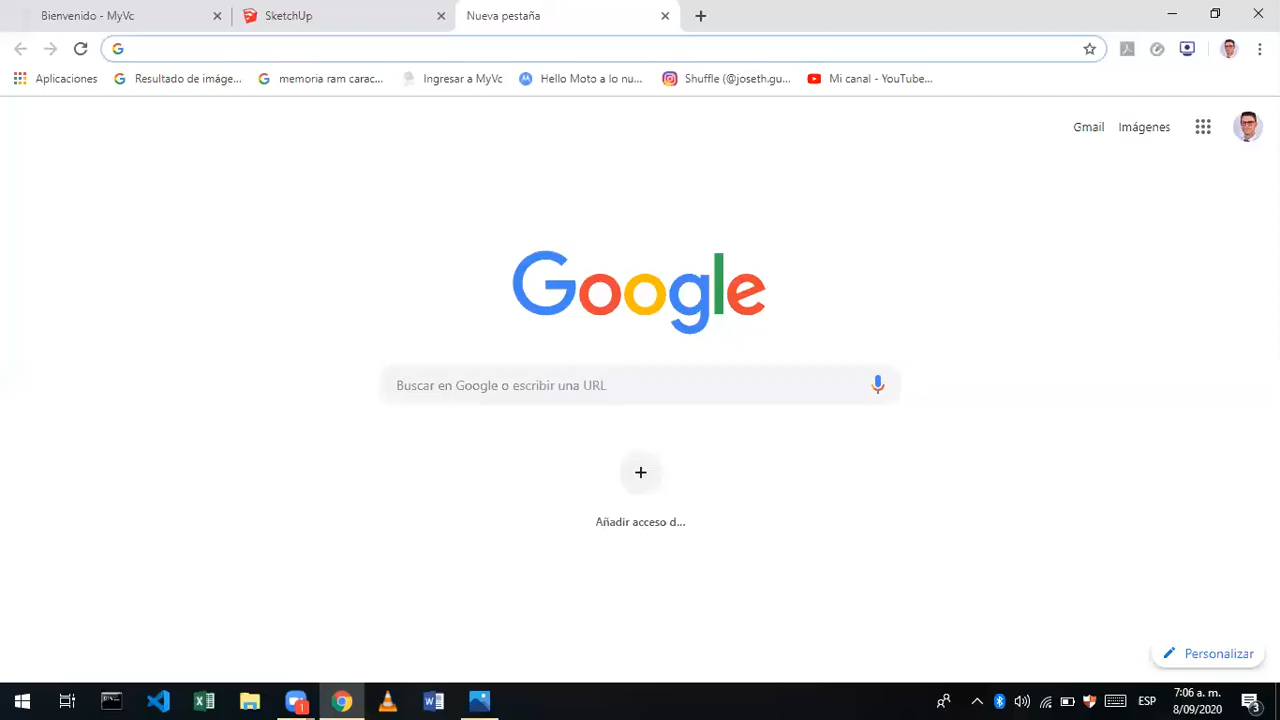 Bienvenido - MyVc
SketchUp
Nueva pestaña
Aplicaciones
Resultado de imáge...
memoria ram carac...
Ingresar a MyVc
Hello Moto a lo nu...
Shuffle (@joseth.gu...
Mi canal - YouTube...
Gmail
Imágenes
Google
Buscar en Google o escribir una URL
Añadir acceso d...
Personalizar
1
ESP
7:06 a. m.
8/09/2020
3